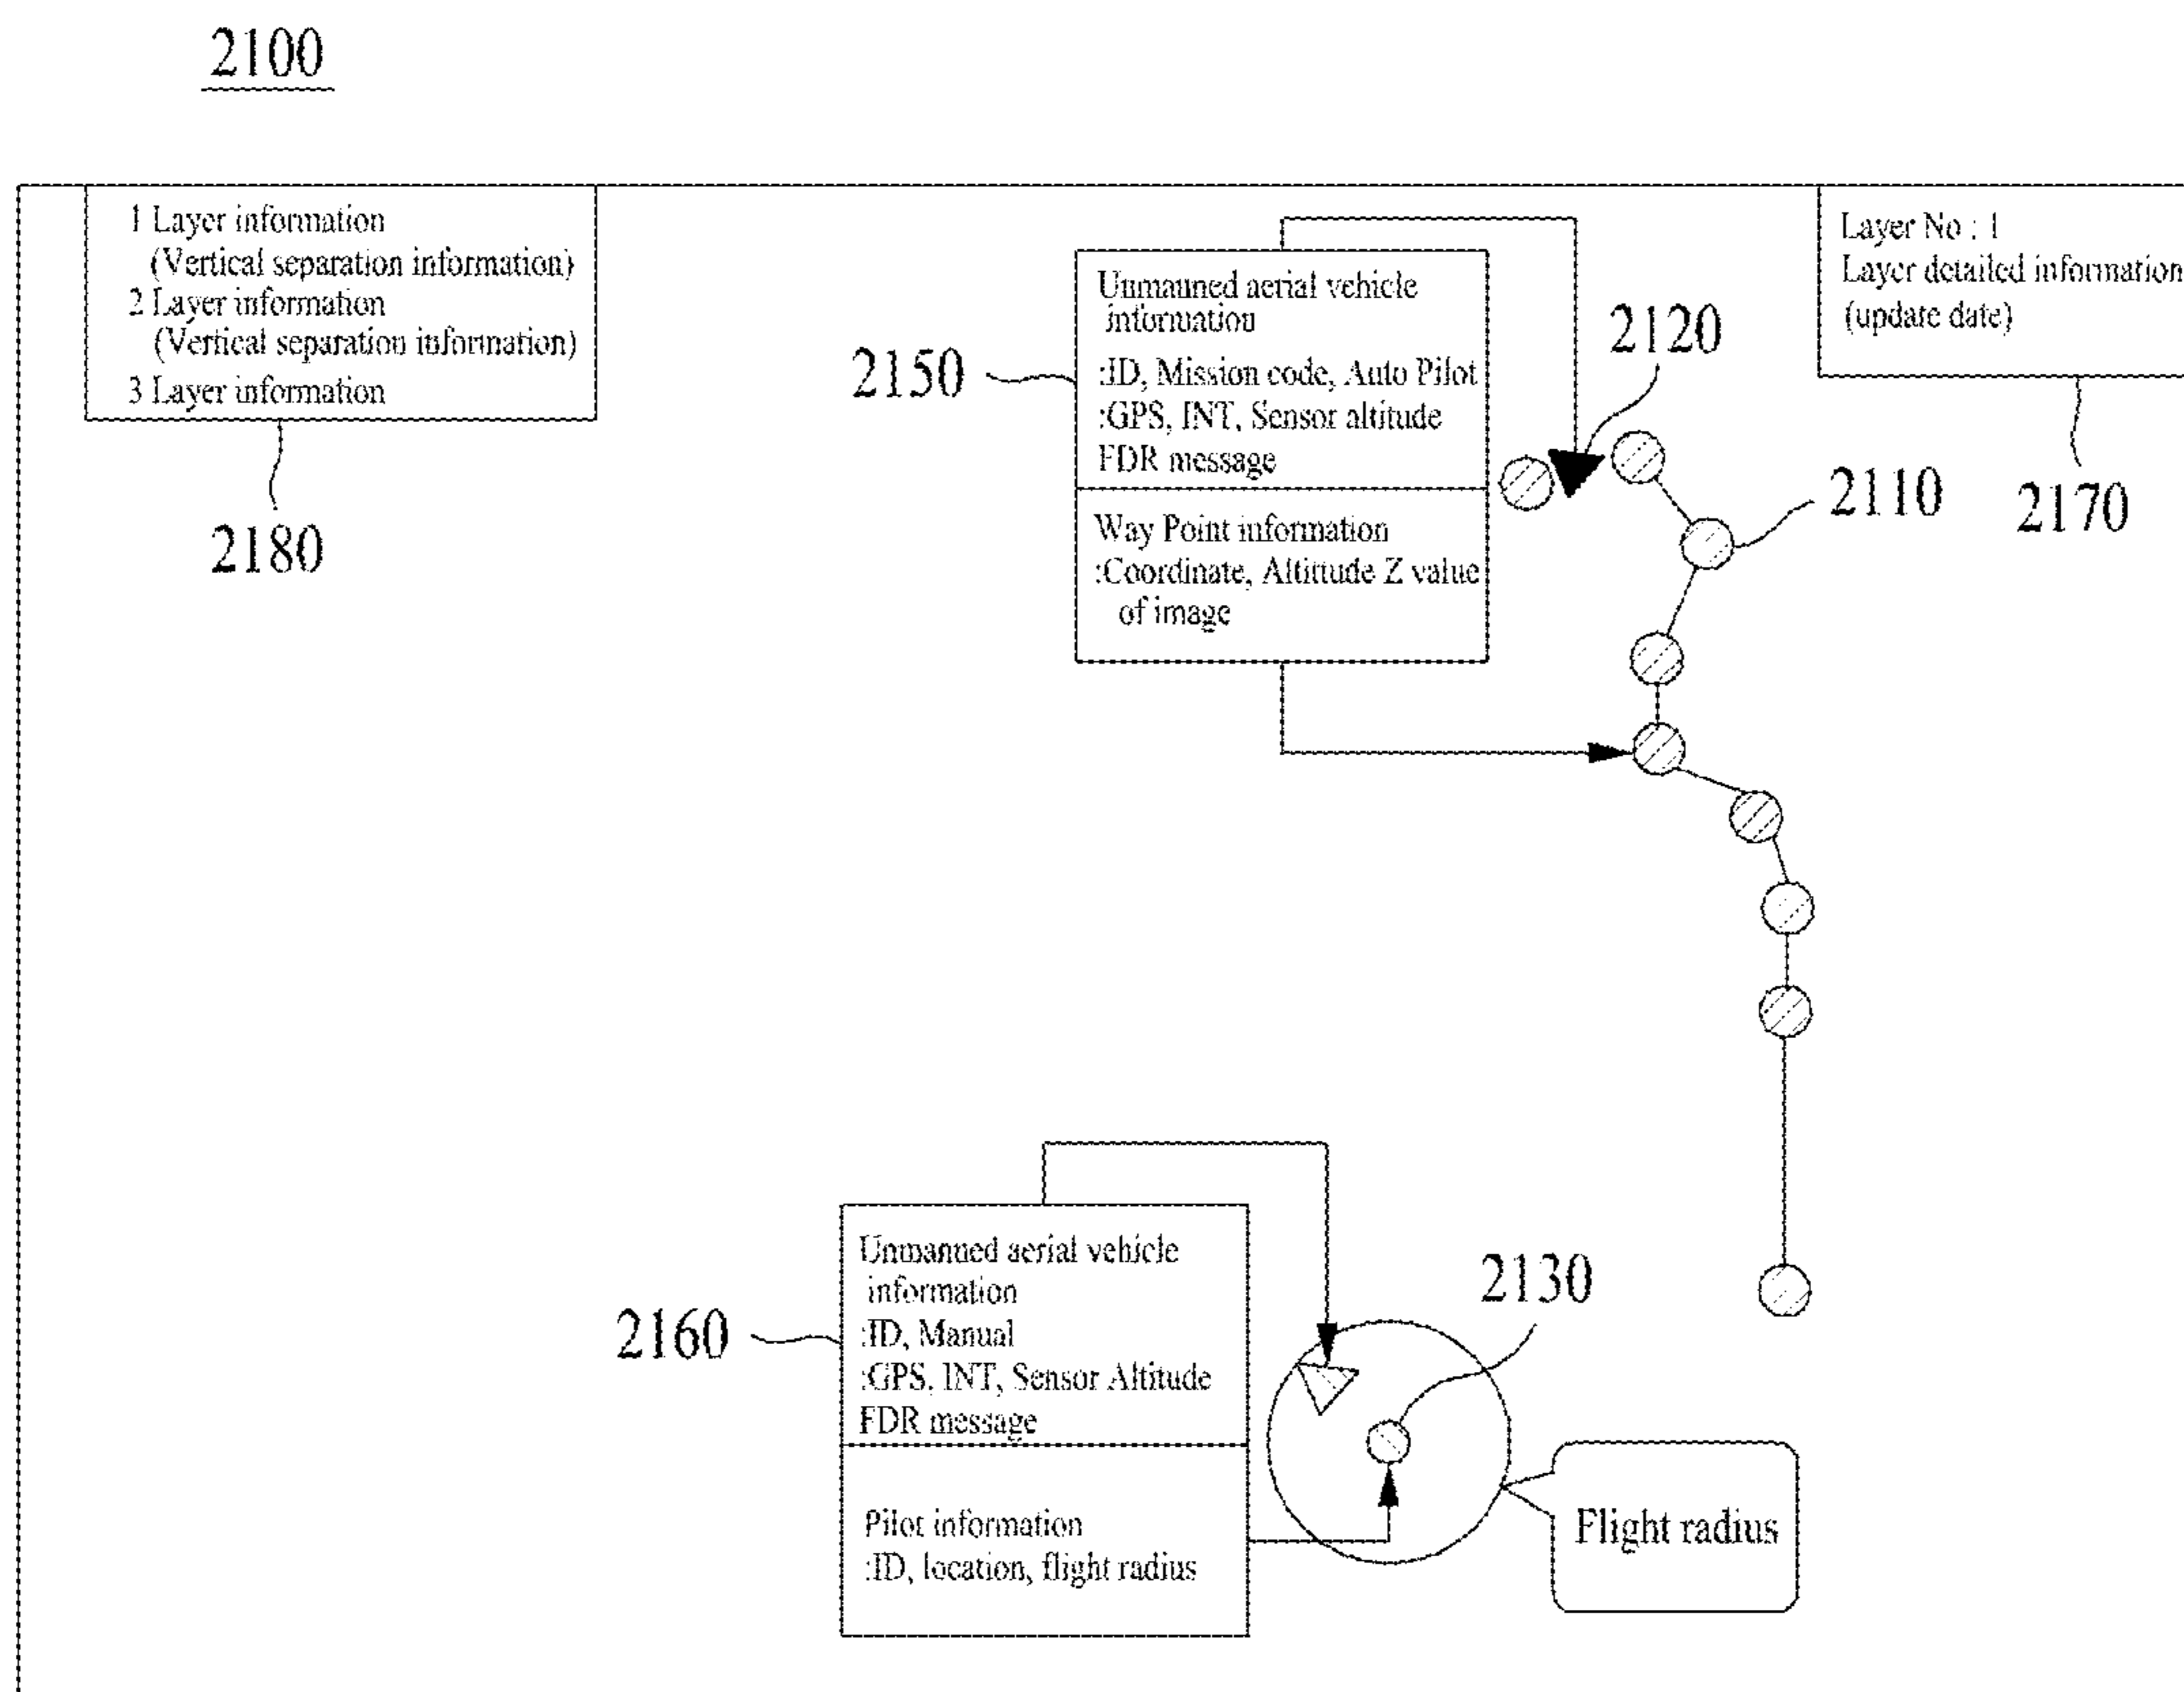 2100
1 Layer information
(Vertical separation information)
2 Layer information
(Vertical separation information)
3 Layer information
2180
Unmanned aerial vehicle
information
:ID, Mission code, Auto Pilot
:GPS, INT, Sensor altitude
FDR message
Way Point information
:Coordinate, Altittude Z value
of image
2150
2120
2110
Layer No : 1
Layer detailed information
(update date)
2170
Unmanned aerial vehicle
information
:ID, Manual
:GPS, INT, Sensor Altitude
FDR message
Pilot information
:ID, location, flight radius
2160
2130
Flight radius